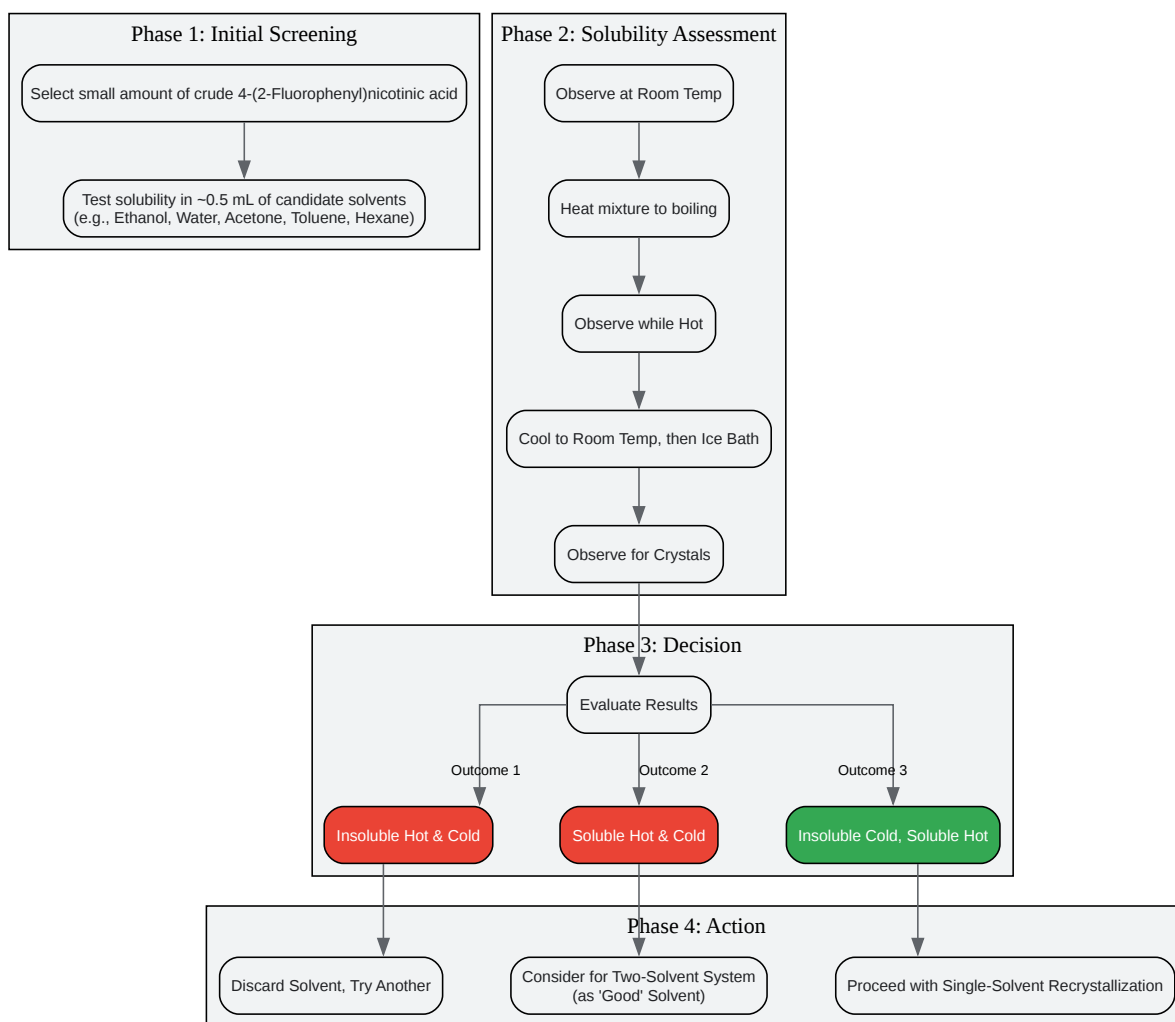 Phase 1: Initial Screening
Select small amount of crude 4-(2-Fluorophenyl)nicotinic acid
Test solubility in ~0.5 mL of candidate solvents
(e.g., Ethanol, Water, Acetone, Toluene, Hexane)
Phase 2: Solubility Assessment
Observe at Room Temp
Heat mixture to boiling
Observe while Hot
Cool to Room Temp, then Ice Bath
Observe for Crystals
Phase 3: Decision
Evaluate Results
Outcome 1
Outcome 2
Outcome 3
Insoluble Hot & Cold
Soluble Hot & Cold
Insoluble Cold, Soluble Hot
Phase 4: Action
Discard Solvent, Try Another
Consider for Two-Solvent System
(as 'Good' Solvent)
Proceed with Single-Solvent Recrystallization